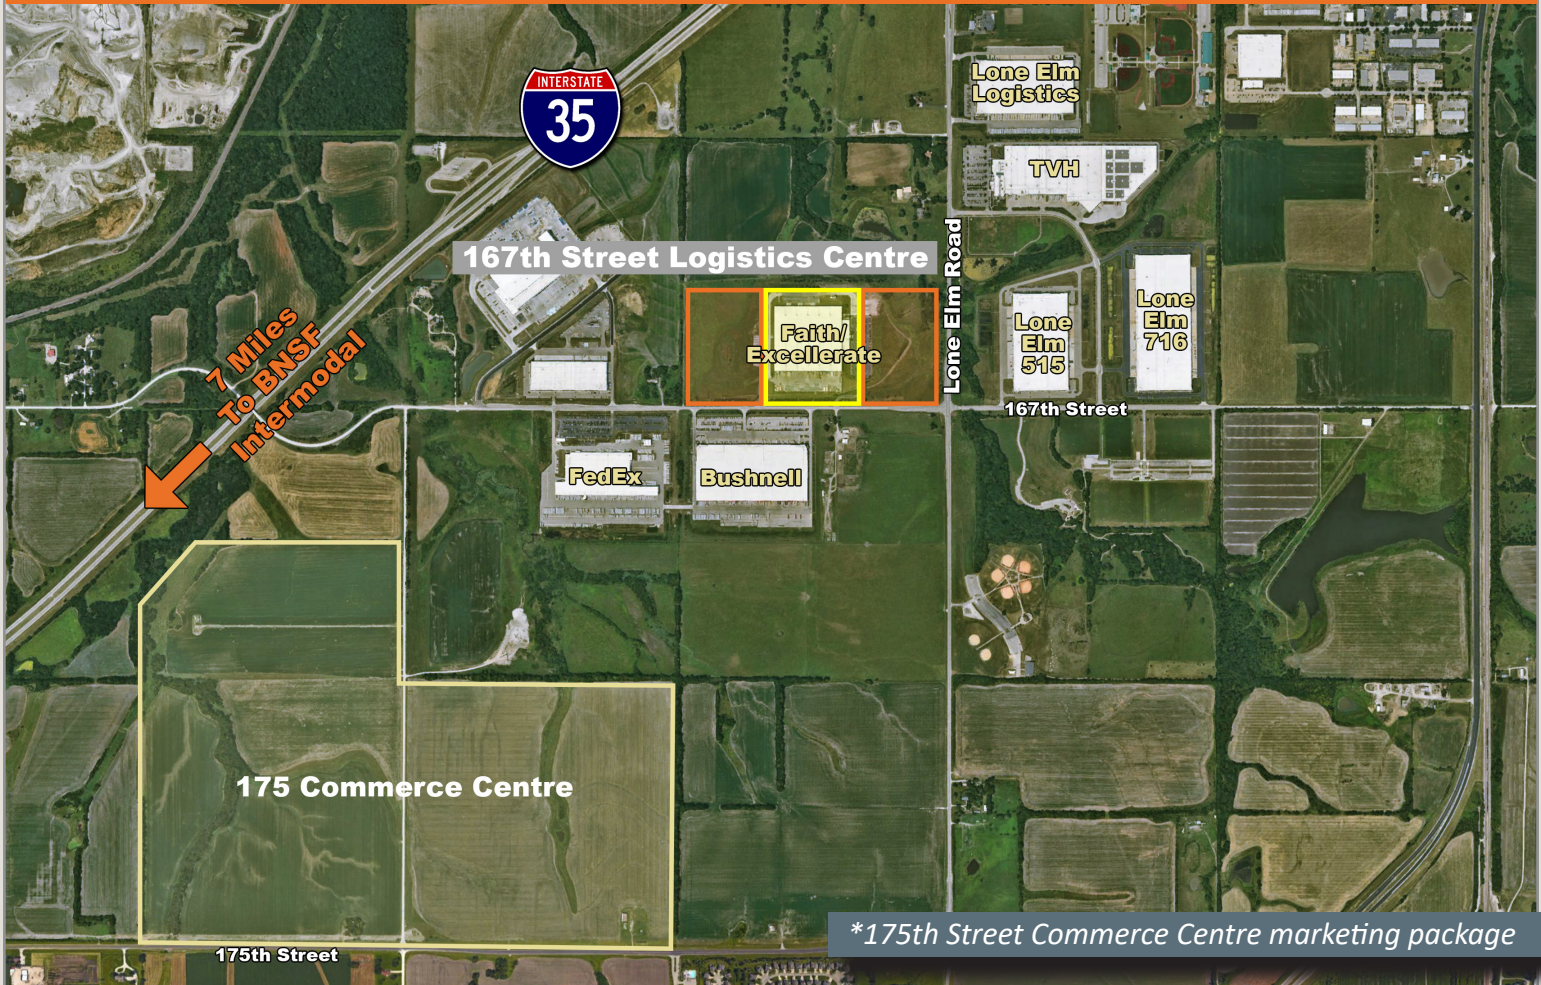 INTERSTATE
35
Lone Elm
Logistics
TVH
167th Street Logistics Centre
Lone Elm Road
7 Miles
To BNSF
Intermodal
Faith/
Excellerate
Lone
Elm
515
Lone
Elm
716
167th Street
FedEx
Bushnell
175 Commerce Centre
175th Street
*175th Street Commerce Centre marketing package